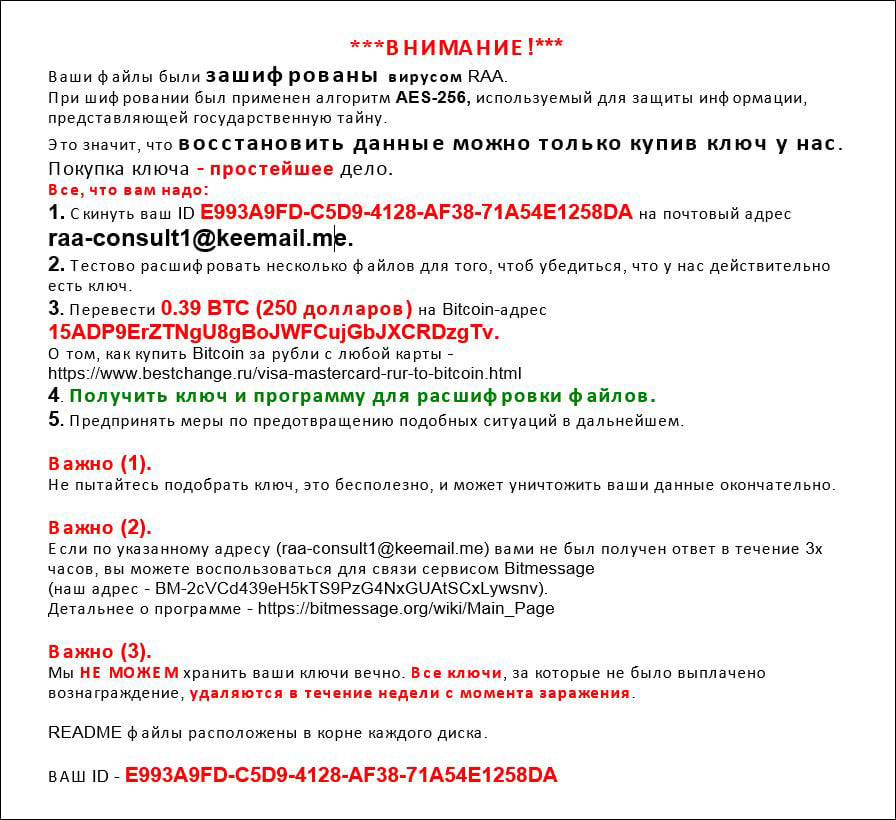 ***ВНИМАНИЕ!***
Ваши файлы были зашифрованы вирусом RAA.
При шифровании был применен алгоритм AES-256, используемый для защиты информации,
представляющей государственную тайну.
Это значит, что восстановить данные можно только купив ключ у нас.
Покупка ключа - простейшее дело.
Все, что вам надо:
1. Скинуть ваш ID E993A9FD-C5D9-4128-AF38-71A54E1258DA на почтовый адрес
raa-consult1@keemail.me.
2. Тестово расшифровать несколько файлов для того, чтоб убедиться, что у нас действительно
есть ключ.
3. Перевести 0.39 BTC (250 долларов) на Bitcoin-адрес
15ADP9ErZTNgU8gBoJWFCujGbJXCRDzgTv.
О том, как купить Bitcoin за рубли с любой карты -
https://www.bestchange.ru/visa-mastercard-rur-to-bitcoin.html
4. Получить ключ и программу для расшифровки файлов.
5. Предпринять меры по предотвращению подобных ситуаций в дальнейшем.
Важно (1).
Не пытайтесь подобрать ключ, это бесполезно, и может уничтожить ваши данные окончательно.
Важно (2).
Если по указанному адресу (raa-consult1@keemail.me) вами не был получен ответ в течение 3х
часов, вы можете воспользоваться для связи сервисом Bitmessage
(наш адрес - BM-2cVCd439eH5kTS9PzG4NxGUAtSCxLywsnv).
Детальнее о программе - https://bitmessage.org/wiki/Main_Page
Важно (3).
Мы НЕ МОЖЕМ хранить ваши ключи вечно. Все ключи, за которые не было выплачено
вознаграждение, удаляются в течение недели с момента заражения.
README файлы расположены в корне каждого диска.
ВАШ ID - E993A9FD-C5D9-4128-AF38-71A54E1258DA